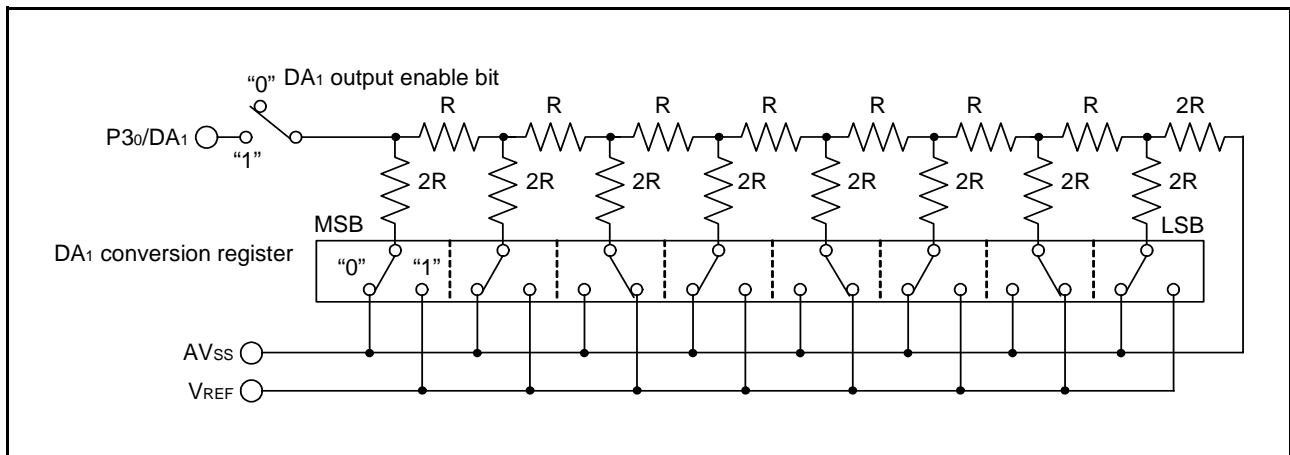 “0” DA1 output enable bit
R R R R R R R 2R
P30/DA1
“1”
2R 2R 2R 2R 2R 2R 2R 2R
MSB LSB
DA1 conversion register
“0” “1”
AVSS
VREF